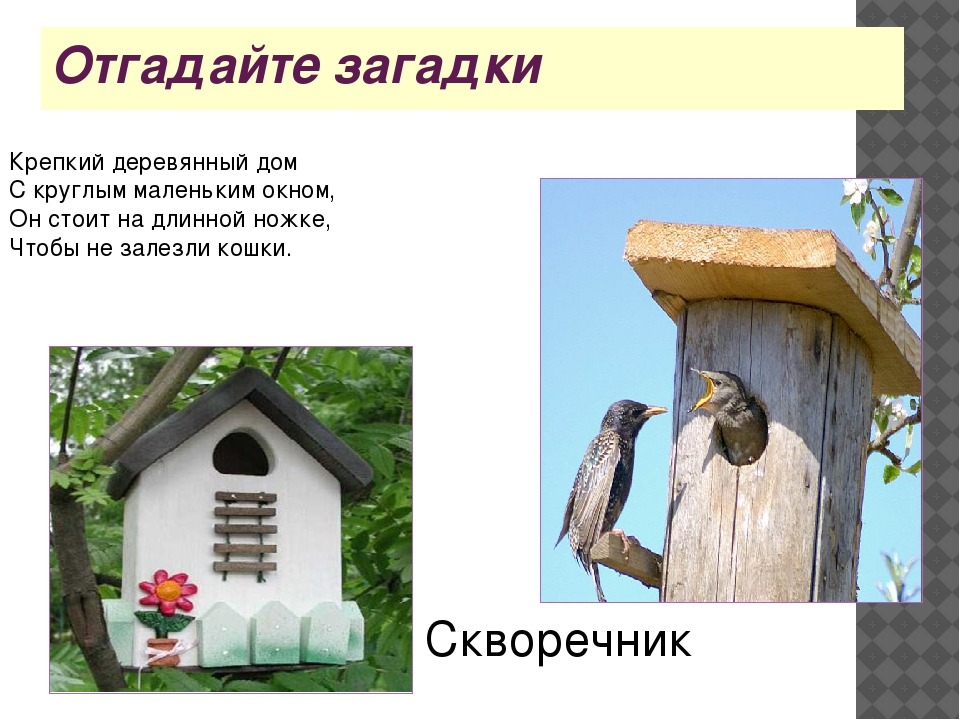 Отгадайте загадки
Крепкий деревянный дом
С круглым маленьким окном,
Он стоит на длинной ножке,
Чтобы не залезли кошки.
Скворечник